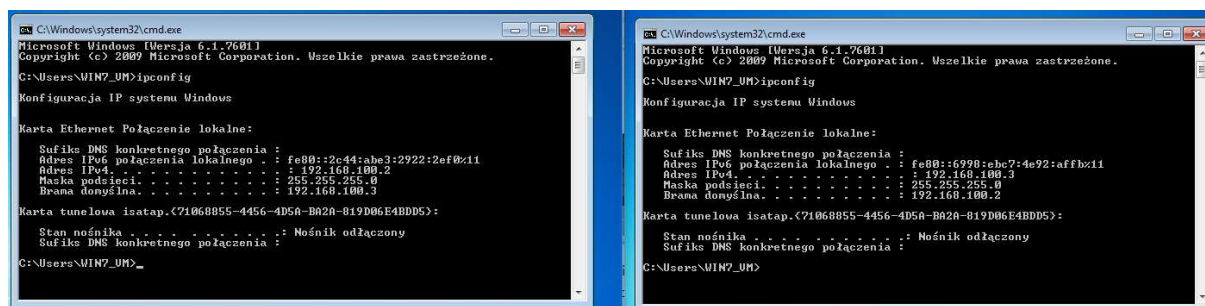 C:\Windows\system32\cmd.exe
Microsoft Windows [Wersja 6.1.7601]
Copyright (c) 2009 Microsoft Corporation. Wszelkie prawa zastrzeżone.
C:\Users\WIN7_VM>ipconfig
Konfiguracja IP systemu Windows
Karta Ethernet Połączenie lokalne:
Sufiks DNS konkretnego połączenia :
Adres IPv6 połączenia lokalnego . : fe80::2c44:abe3:2922:2ef0%11
Adres IPv4. . . . . . . . . . . . . : 192.168.100.2
Maska podsieci. . . . . . . . . . . : 255.255.255.0
Brama domyślna. . . . . . . . . . . : 192.168.100.3
Karta tunelowa isatap.{71068855-4456-4D5A-BA2A-819D06E4BDD5}:
Stan nośnika . . . . . . . . . . .: Nośnik odłączony
Sufiks DNS konkretnego połączenia :
C:\Users\WIN7_VM>_
C:\Windows\system32\cmd.exe
Microsoft Windows [Wersja 6.1.7601]
Copyright (c) 2009 Microsoft Corporation. Wszelkie prawa zastrzeżone.
C:\Users\WIN7_VM>ipconfig
Konfiguracja IP systemu Windows
Karta Ethernet Połączenie lokalne:
Sufiks DNS konkretnego połączenia :
Adres IPv6 połączenia lokalnego . : fe80::6998:ebc7:4e92:affb%11
Adres IPv4. . . . . . . . . . . . . : 192.168.100.3
Maska podsieci. . . . . . . . . . . : 255.255.255.0
Brama domyślna. . . . . . . . . . . : 192.168.100.2
Karta tunelowa isatap.{71068855-4456-4D5A-BA2A-819D06E4BDD5}:
Stan nośnika . . . . . . . . . . .: Nośnik odłączony
Sufiks DNS konkretnego połączenia :
C:\Users\WIN7_VM>